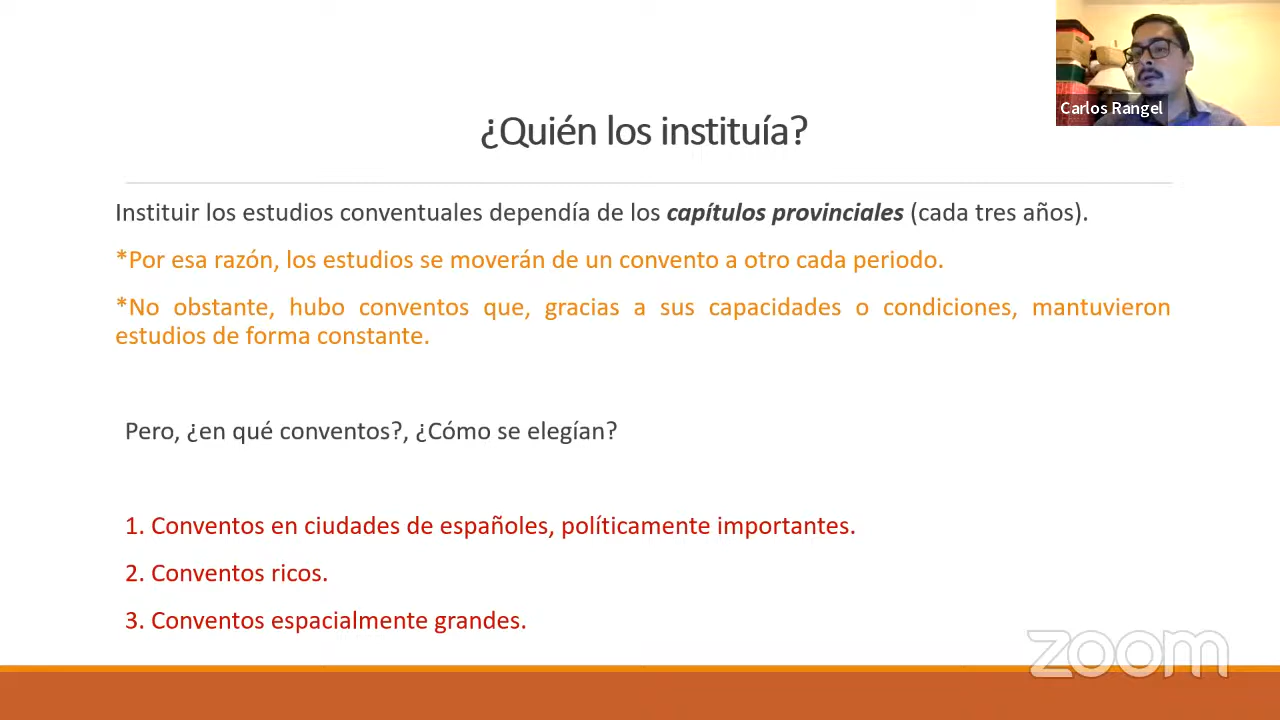 Carlos Rangel
¿Quién los instituía?
Instituir los estudios conventuales dependía de los capítulos provinciales (cada tres años).
*Por esa razón, los estudios se moverán de un convento a otro cada periodo.
*No obstante, hubo conventos que, gracias a sus capacidades o condiciones, mantuvieron
estudios de forma constante.
Pero, ¿en qué conventos?, ¿Cómo se elegían?
1. Conventos en ciudades de españoles, políticamente importantes.
2. Conventos ricos.
3. Conventos espacialmente grandes.
zoom